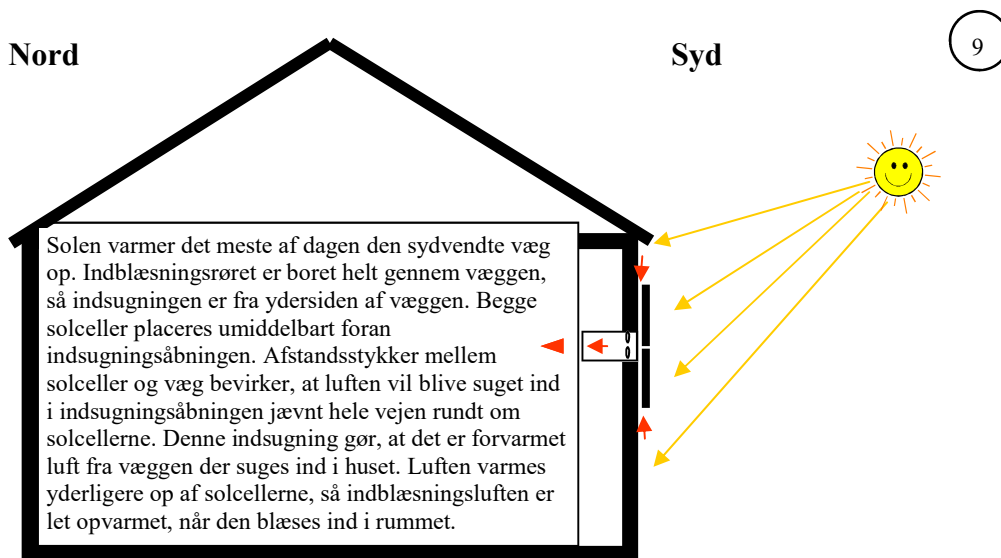 Nord
Syd
9
Solen varmer det meste af dagen den sydvendte væg
op. Indblæsningsrøret er boret helt gennem væggen,
så indsugningen er fra ydersiden af væggen. Begge
solceller placeres umiddelbart foran
indsugningsåbningen. Afstandsstykker mellem
solceller og væg bevirker, at luften vil blive suget ind
i indsugningsåbningen jævnt hele vejen rundt om
solcellerne. Denne indsugning gør, at det er forvarmet
luft fra væggen der suges ind i huset. Luften varmes
yderligere op af solcellerne, så indblæsningsluften er
let opvarmet, når den blæses ind i rummet.